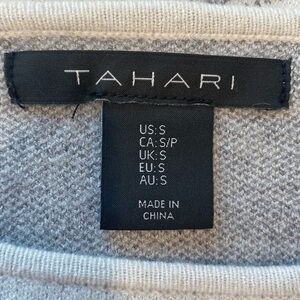 TAHARI
US: S
CA: S/P
UK: S
EU: S
AU: S
MADE IN
CHINA